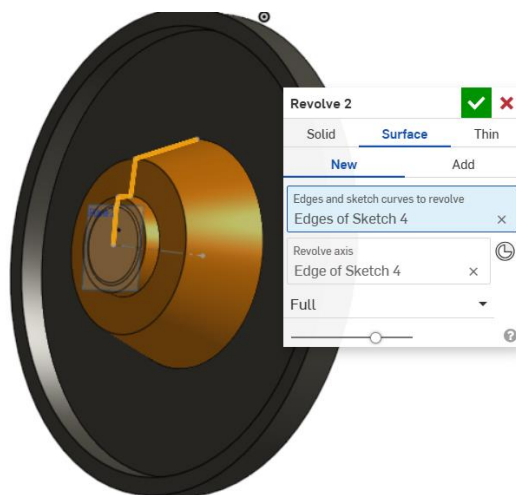 Revolve 2
Solid Surface Thin
New Add
Edges and sketch curves to revolve
Edges of Sketch 4
Revolve axis
Edge of Sketch 4
Full